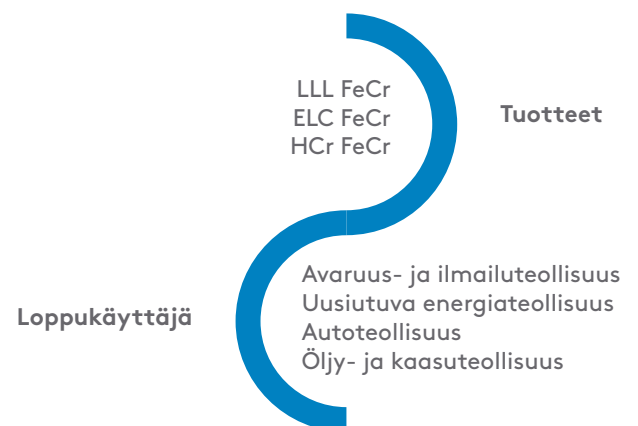 LLL FeCr
ELC FeCr
HCr FeCr
Tuotteet
Loppukäyttäjä
Avaruus- ja ilmailuteollisuus
Uusiutuva energiateollisuus
Autoteollisuus
Öljy- ja kaasuteollisuus